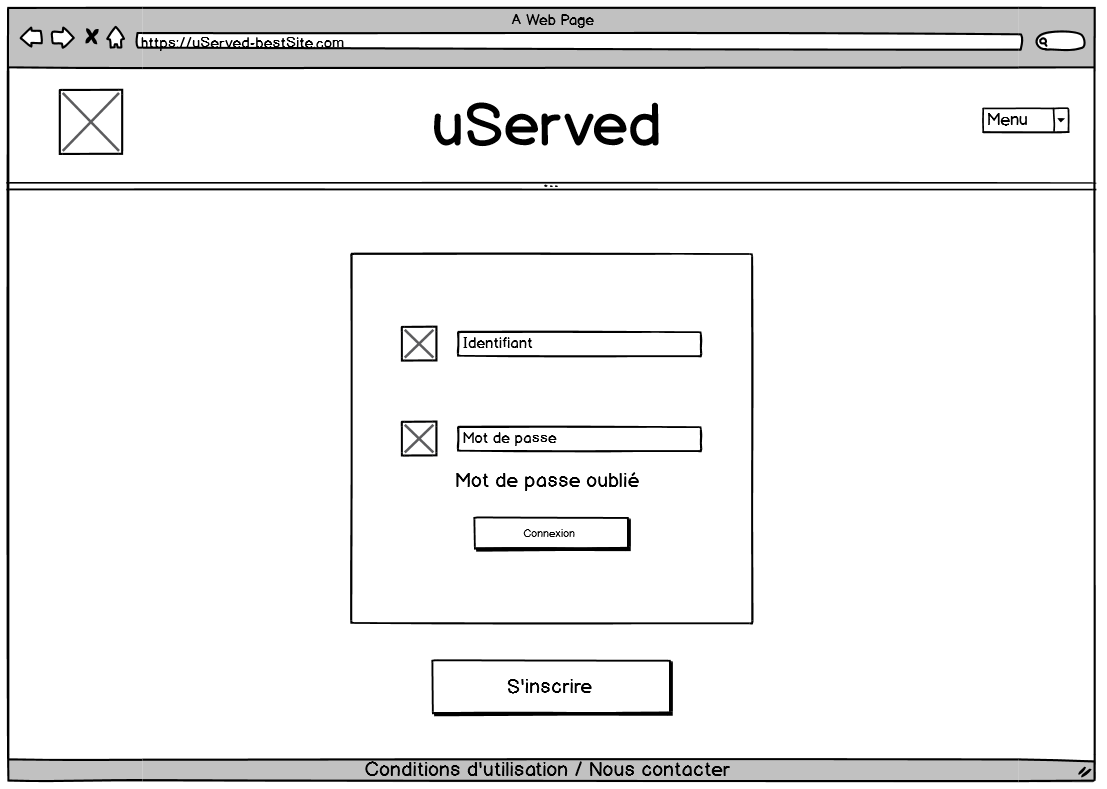 A Web Page
https://uServed-bestSite.com
uServed
Menu
Identifiant
Mot de passe
Mot de passe oublié
Connexion
S'inscrire
Conditions d'utilisation / Nous contacter